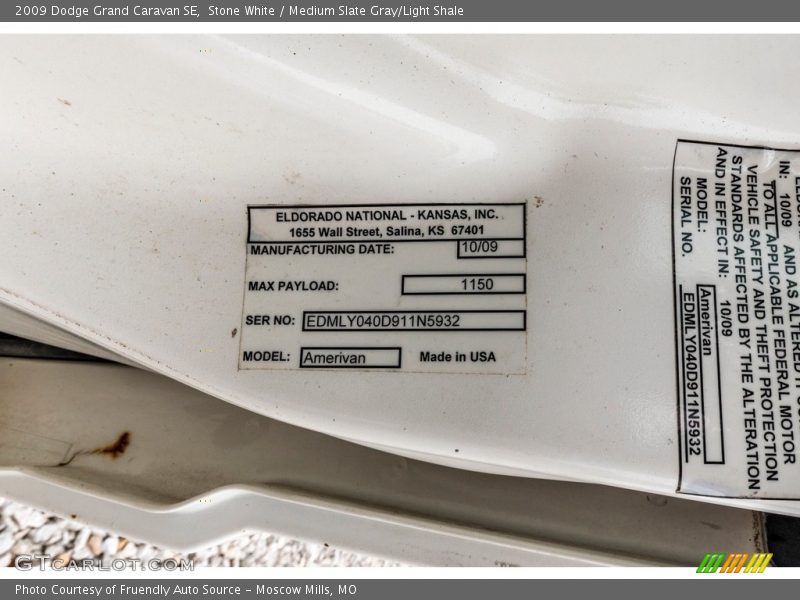 2009 Dodge Grand Caravan SE,  Stone White / Medium Slate Gray/Light Shale
ELDORADO NATIONAL - KANSAS, INC.
1655 Wall Street, Salina, KS 67401
MANUFACTURING DATE: 10/09
MAX PAYLOAD: 1150
SER NO: EDMLY040D911N5932
MODEL: Amerivan Made in USA
IN: 10/09 AND AS ALTERED
TO ALL APPLICABLE FEDERAL MOTOR
VEHICLE SAFETY AND THEFT PROTECTION
STANDARDS AFFECTED BY THE ALTERATION
AND IN EFFECT IN: 10/09
MODEL: Amerivan
SERIAL NO. EDMLY040D911N5932
GTCARLOT.COM
Photo Courtesy of Fruendly Auto Source – Moscow Mills, MO